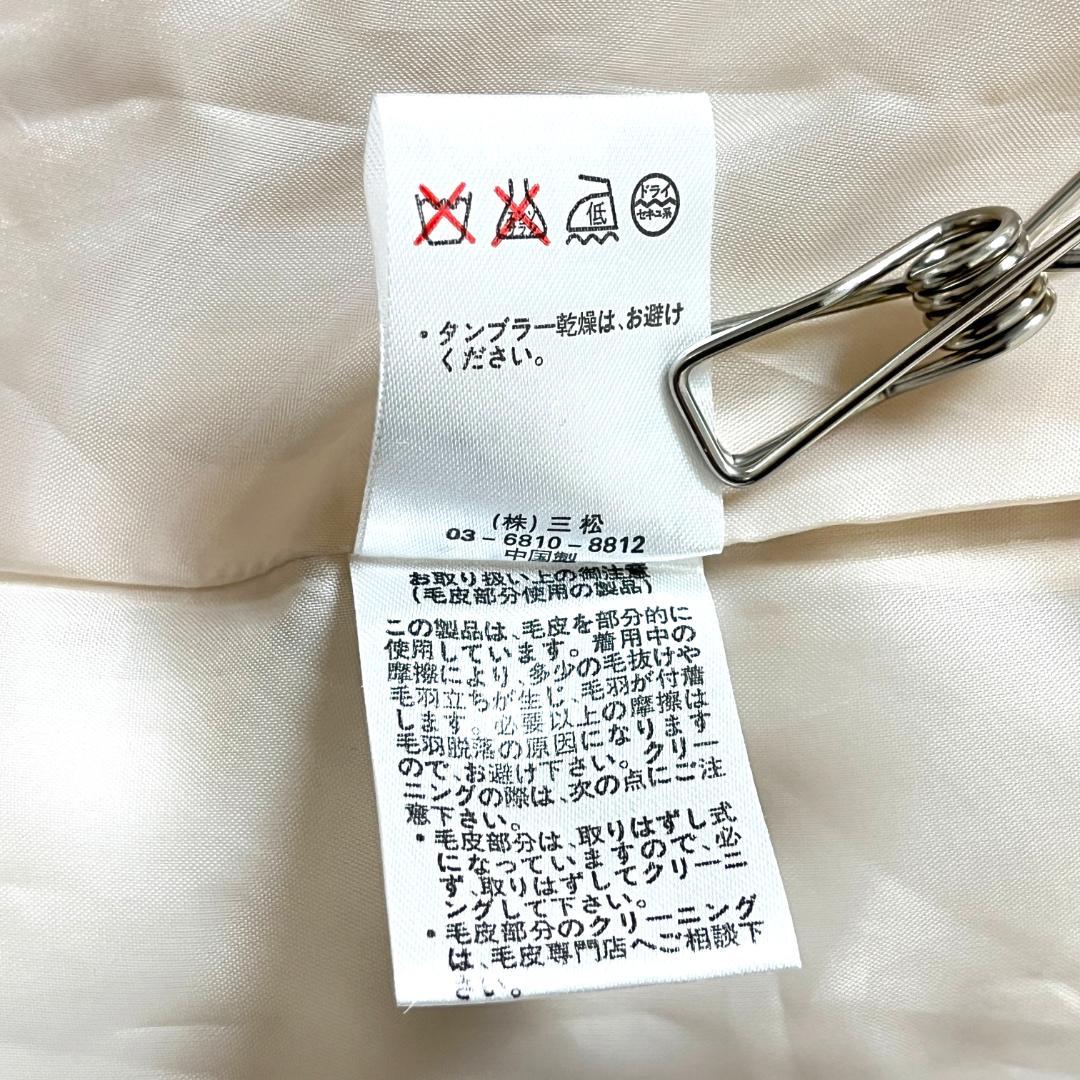 低
ドライ
セキユ系
・タンブラー乾燥は、お避け
ください。
(株)三松
03-6810-8812
中国製
お取り扱い上の御注意
(毛皮部分使用の製品)
この製品は、毛皮を部分的に
使用しています。着用中の
摩擦により、多少の毛抜けや
毛羽立ちが生じ、毛羽が付着
します。必要以上の摩擦は
毛羽脱落の原因になります
ので、お避け下さい。クリー
ニングの際は、次の点にご注
意下さい。
・毛皮部分は、取りはずし式
になっていますので、必
ず、取りはずしてクリーニ
ングして下さい。
・毛皮部分のクリーニング
は、毛皮専門店へご相談下
さい。